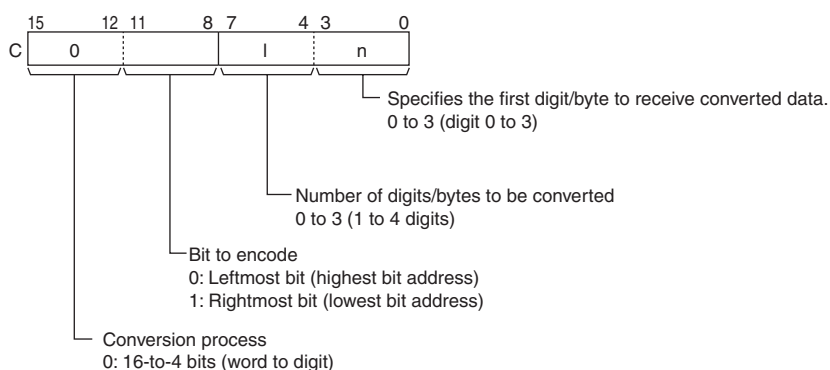 15 12 11 8 7 4 3 0
C 0 l n
Specifies the first digit/byte to receive converted data.
0 to 3 (digit 0 to 3)
Number of digits/bytes to be converted
0 to 3 (1 to 4 digits)
Bit to encode
0: Leftmost bit (highest bit address)
1: Rightmost bit (lowest bit address)
Conversion process
0: 16-to-4 bits (word to digit)